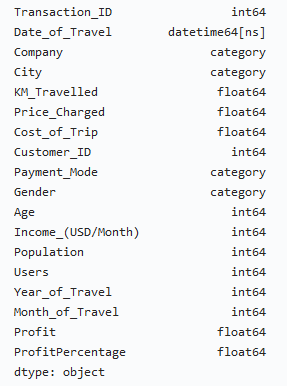 Transaction_ID int64
Date_of_Travel datetime64[ns]
Company category
City category
KM_Travelled float64
Price_Charged float64
Cost_of_Trip float64
Customer_ID int64
Payment_Mode category
Gender category
Age int64
Income_(USD/Month) int64
Population int64
Users int64
Year_of_Travel int64
Month_of_Travel int64
Profit float64
ProfitPercentage float64
dtype: object